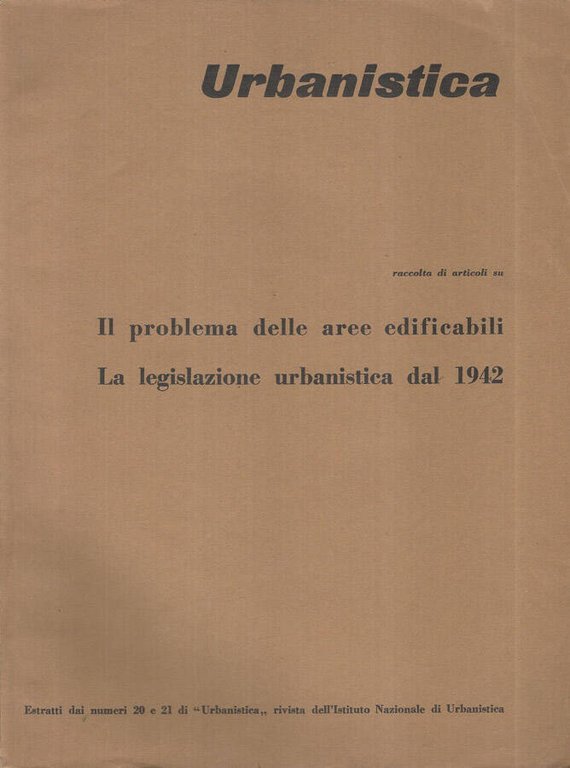 Urbanistica
raccolta di articoli su
Il problema delle aree edificabili
La legislazione urbanistica dal 1942
Estratti dai numeri 20 e 21 di “Urbanistica„ rivista dell'Istituto Nazionale di Urbanistica